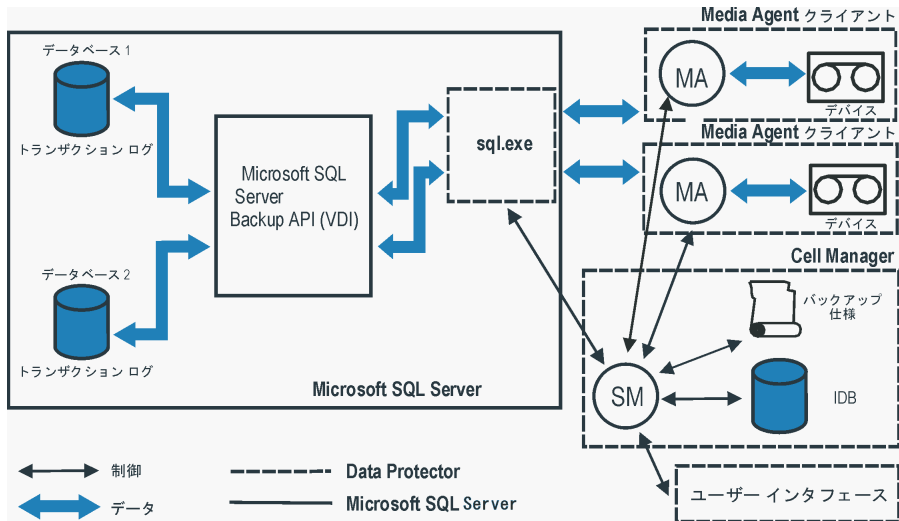 Media Agent クライアント
MA
デバイス
Media Agent クライアント
MA
デバイス
データベース 1
トランザクション ログ
データベース 2
トランザクション ログ
Microsoft SQL
Server
Backup API (VDI)
sql.exe
Microsoft SQL Server
Cell Manager
バックアップ
仕様
SM
IDB
ユーザー インタフェース
制御
データ
Data Protector
Microsoft SQL Server